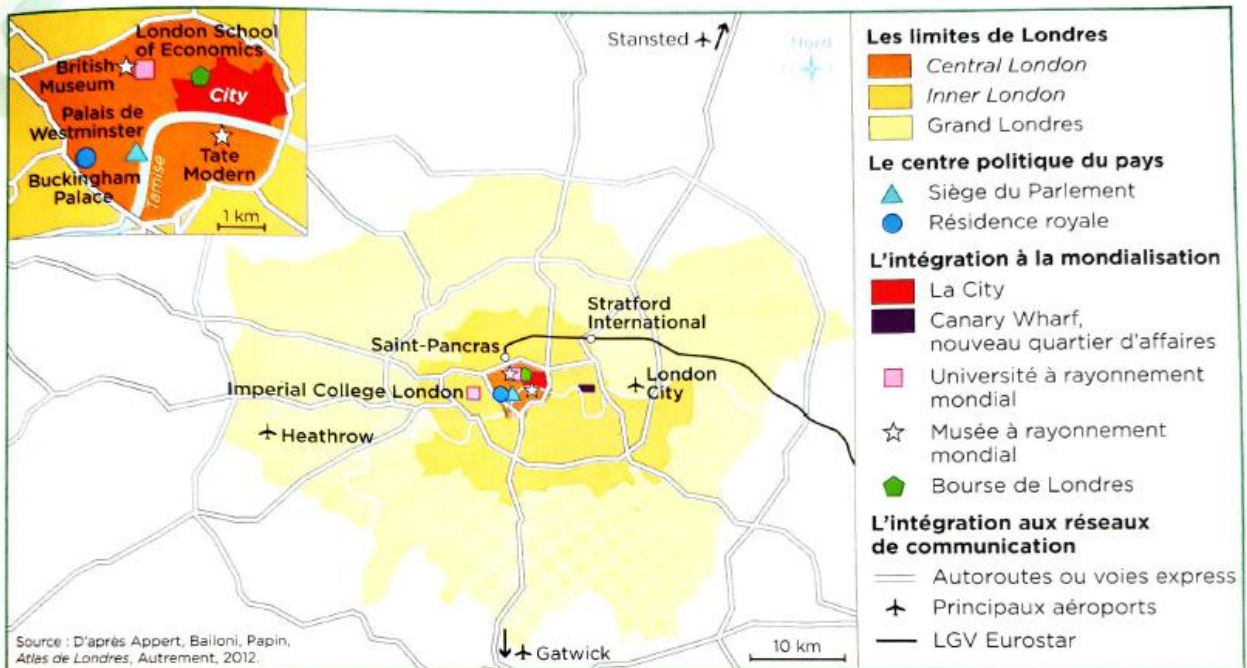 London School
of Economics
British
Museum
City
Palais de
Westminster
Tate
Modern
Buckingham
Palace
Tamise
1 km
Stansted
Nord
Stratford
International
Saint-Pancras
Imperial College London
London
City
Heathrow
Gatwick
10 km
Source : D'après Appert, Bailoni, Papin,
Atlas de Londres, Autrement, 2012.
Les limites de Londres
Central London
Inner London
Grand Londres
Le centre politique du pays
Siège du Parlement
Résidence royale
L'intégration à la mondialisation
La City
Canary Wharf,
nouveau quartier d'affaires
Université à rayonnement
mondial
Musée à rayonnement
mondial
Bourse de Londres
L'intégration aux réseaux
de communication
Autoroutes ou voies express
Principaux aéroports
LGV Eurostar